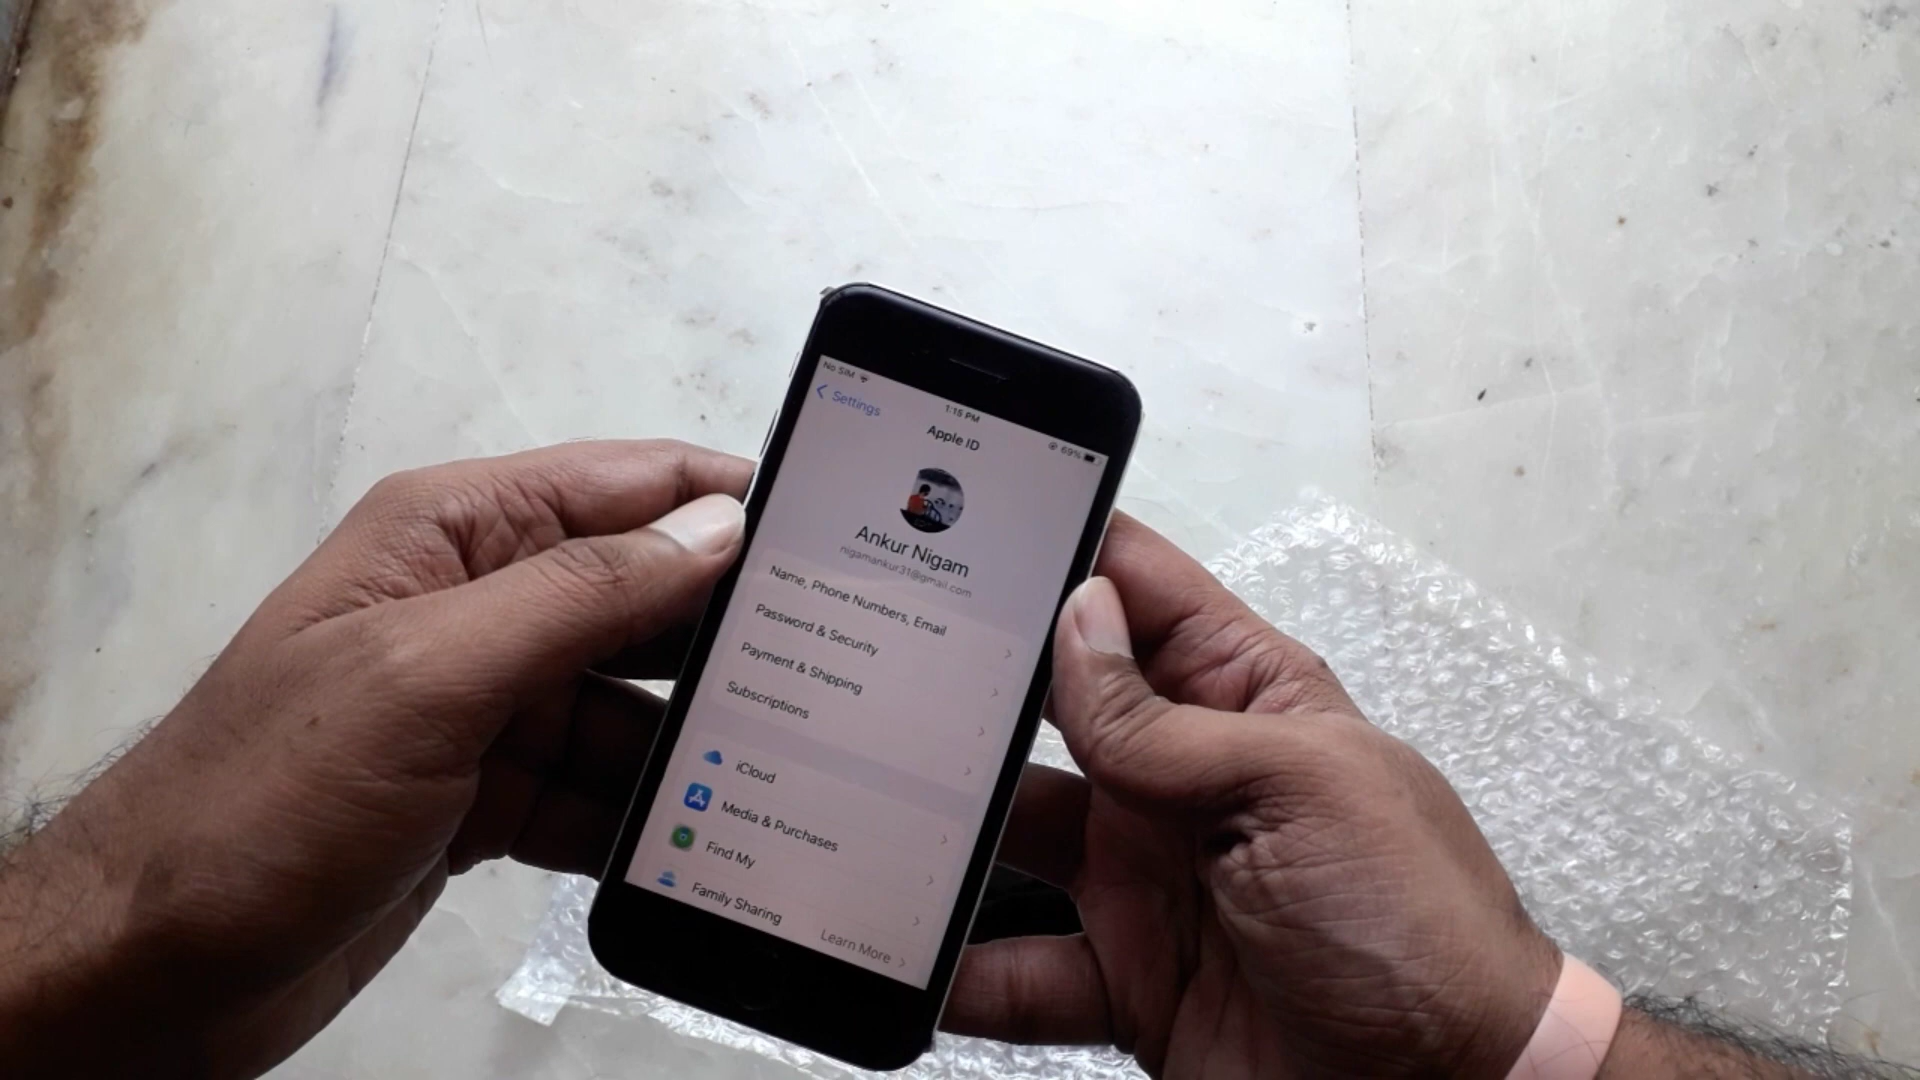 No SIM
1:15 PM
69%
Settings
Apple ID
Ankur Nigam
nigamankur31@gmail.com
Name, Phone Numbers, Email
Password & Security
Payment & Shipping
Subscriptions
iCloud
Media & Purchases
Find My
Family Sharing
Learn More